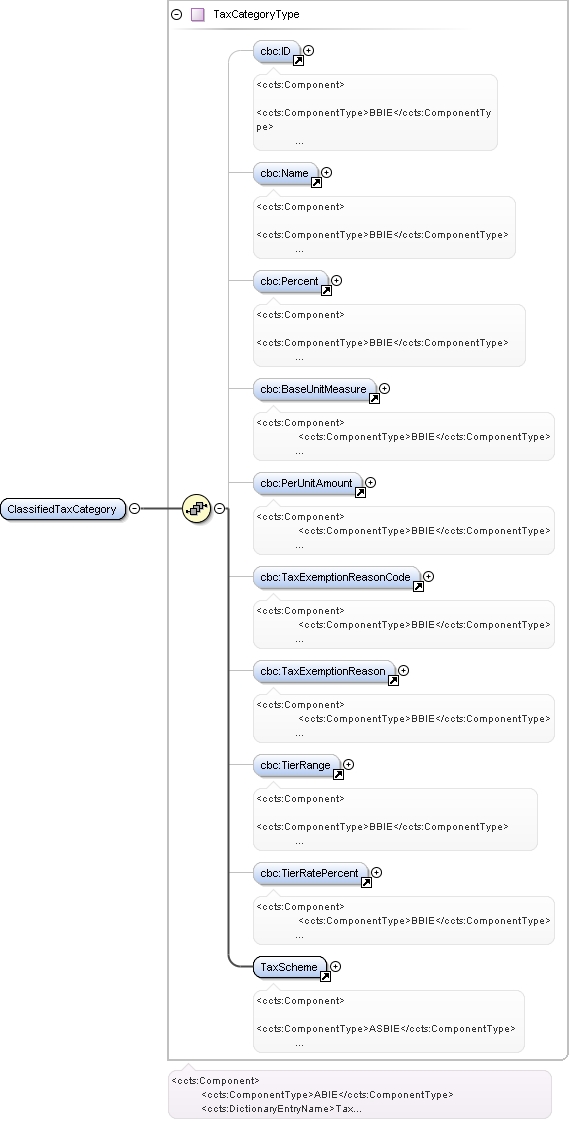 TaxCategoryType
cbc:ID
<ccts:Component>
<ccts:ComponentType>BBIE</ccts:ComponentTy
pe>
...
cbc:Name
<ccts:Component>
<ccts:ComponentType>BBIE</ccts:ComponentType>
...
cbc:Percent
<ccts:Component>
<ccts:ComponentType>BBIE</ccts:ComponentType>
...
cbc:BaseUnitMeasure
<ccts:Component>
<ccts:ComponentType>BBIE</ccts:ComponentType>
...
cbc:PerUnitAmount
<ccts:Component>
<ccts:ComponentType>BBIE</ccts:ComponentType>
...
ClassifiedTaxCategory
cbc:TaxExemptionReasonCode
<ccts:Component>
<ccts:ComponentType>BBIE</ccts:ComponentType>
...
cbc:TaxExemptionReason
<ccts:Component>
<ccts:ComponentType>BBIE</ccts:ComponentType>
...
cbc:TierRange
<ccts:Component>
<ccts:ComponentType>BBIE</ccts:ComponentType>
...
cbc:TierRatePercent
<ccts:Component>
<ccts:ComponentType>BBIE</ccts:ComponentType>
...
TaxScheme
<ccts:Component>
<ccts:ComponentType>ASBIE</ccts:ComponentType>
...
<ccts:Component>
<ccts:ComponentType>ABIE</ccts:ComponentType>
<ccts:DictionaryEntryName>Tax...